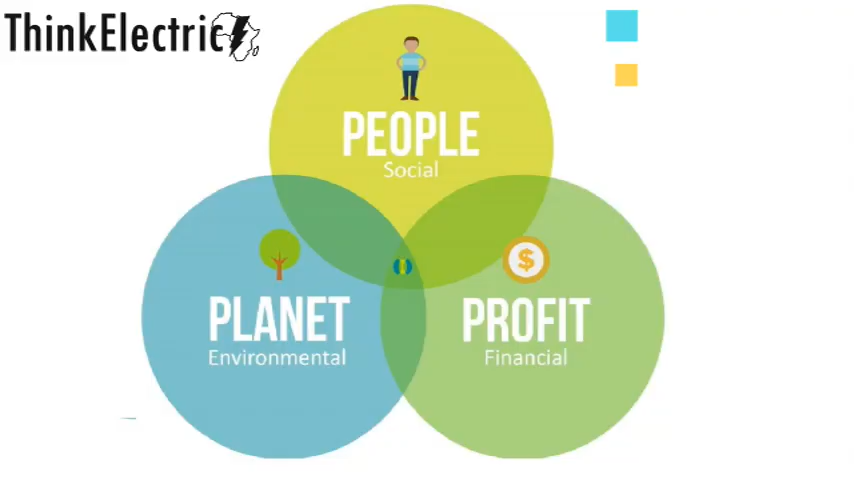 ThinkElectric
PEOPLE
Social
$
PLANET
Environmental
PROFIT
Financial